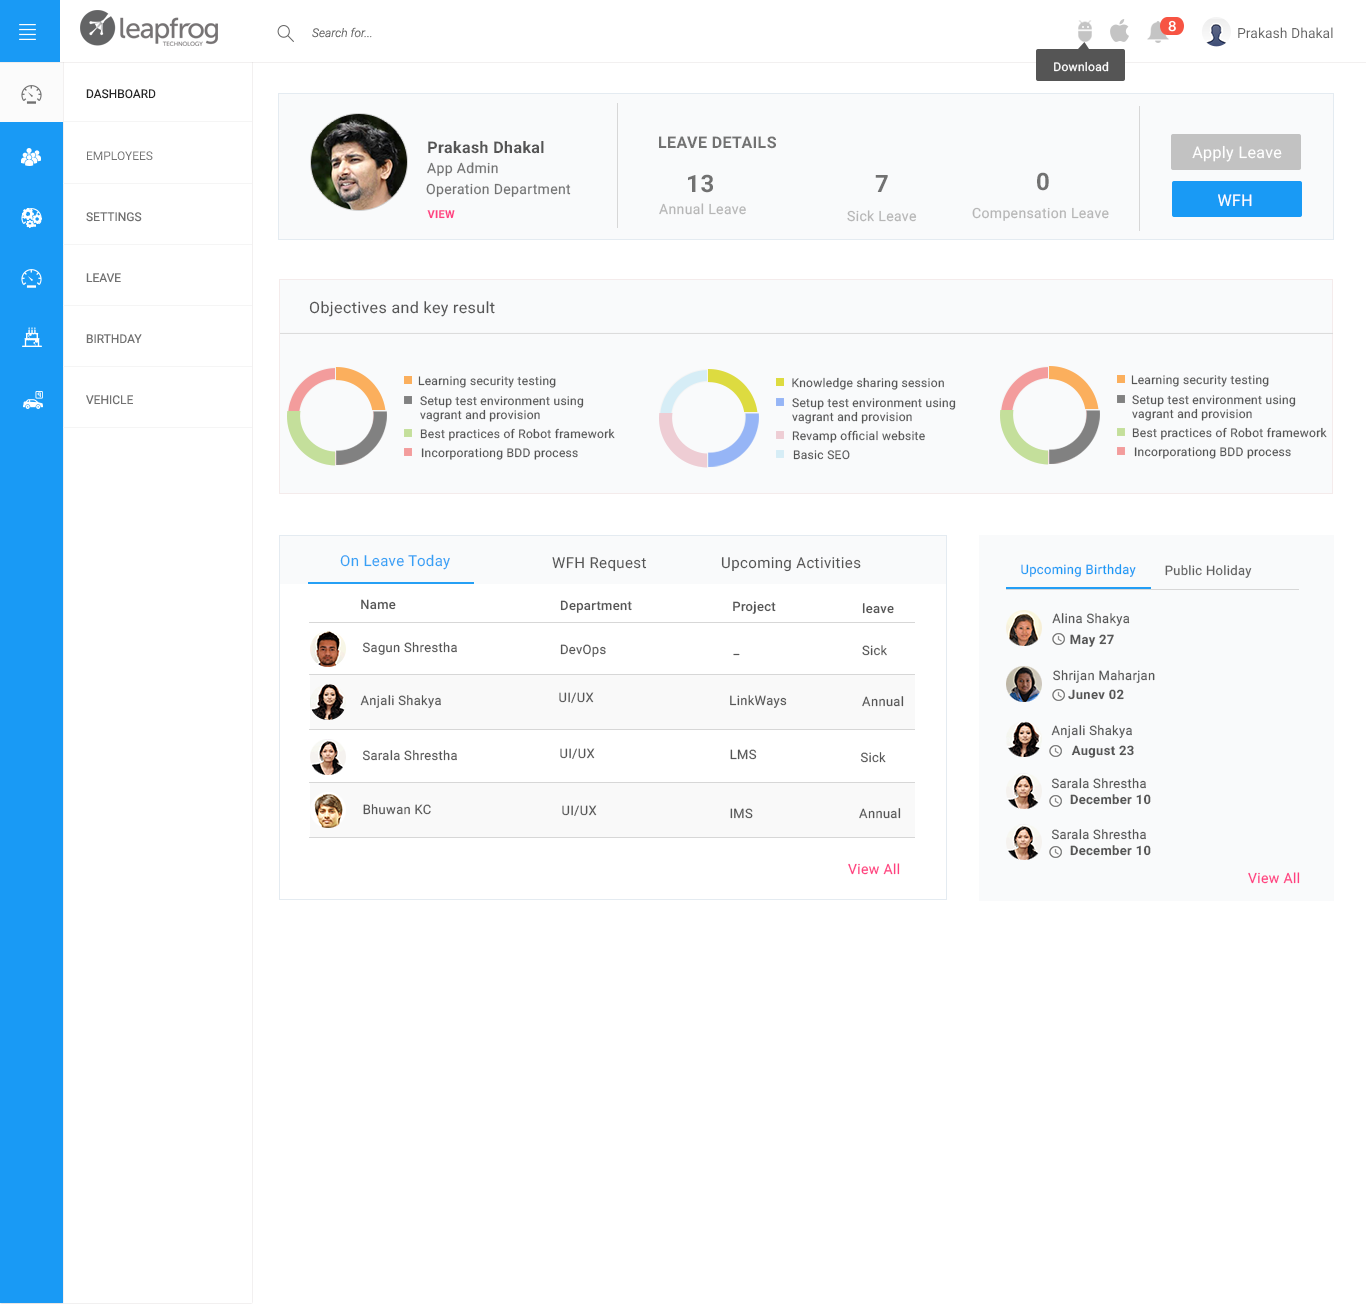 leapfrog
TECHNOLOGY
Search for...
8
Prakash Dhakal
Download
DASHBOARD
EMPLOYEES
SETTINGS
LEAVE
BIRTHDAY
VEHICLE
Prakash Dhakal
App Admin
Operation Department
VIEW
LEAVE DETAILS
13
Annual Leave
7
Sick Leave
0
Compensation Leave
Apply Leave
WFH
Objectives and key result
Learning security testing
Setup test environment using
vagrant and provision
Best practices of Robot framework
Incorporationg BDD process
Knowledge sharing session
Setup test environment using
vagrant and provision
Revamp official website
Basic SEO
Learning security testing
Setup test environment using
vagrant and provision
Best practices of Robot framework
Incorporationg BDD process
On Leave Today WFH Request Upcoming Activities
Name Department Project leave
Sagun Shrestha DevOps _ Sick
Anjali Shakya UI/UX LinkWays Annual
Sarala Shrestha UI/UX LMS Sick
Bhuwan KC UI/UX IMS Annual
View All
Upcoming Birthday Public Holiday
Alina Shakya
May 27
Shrijan Maharjan
Junev 02
Anjali Shakya
August 23
Sarala Shrestha
December 10
Sarala Shrestha
December 10
View All